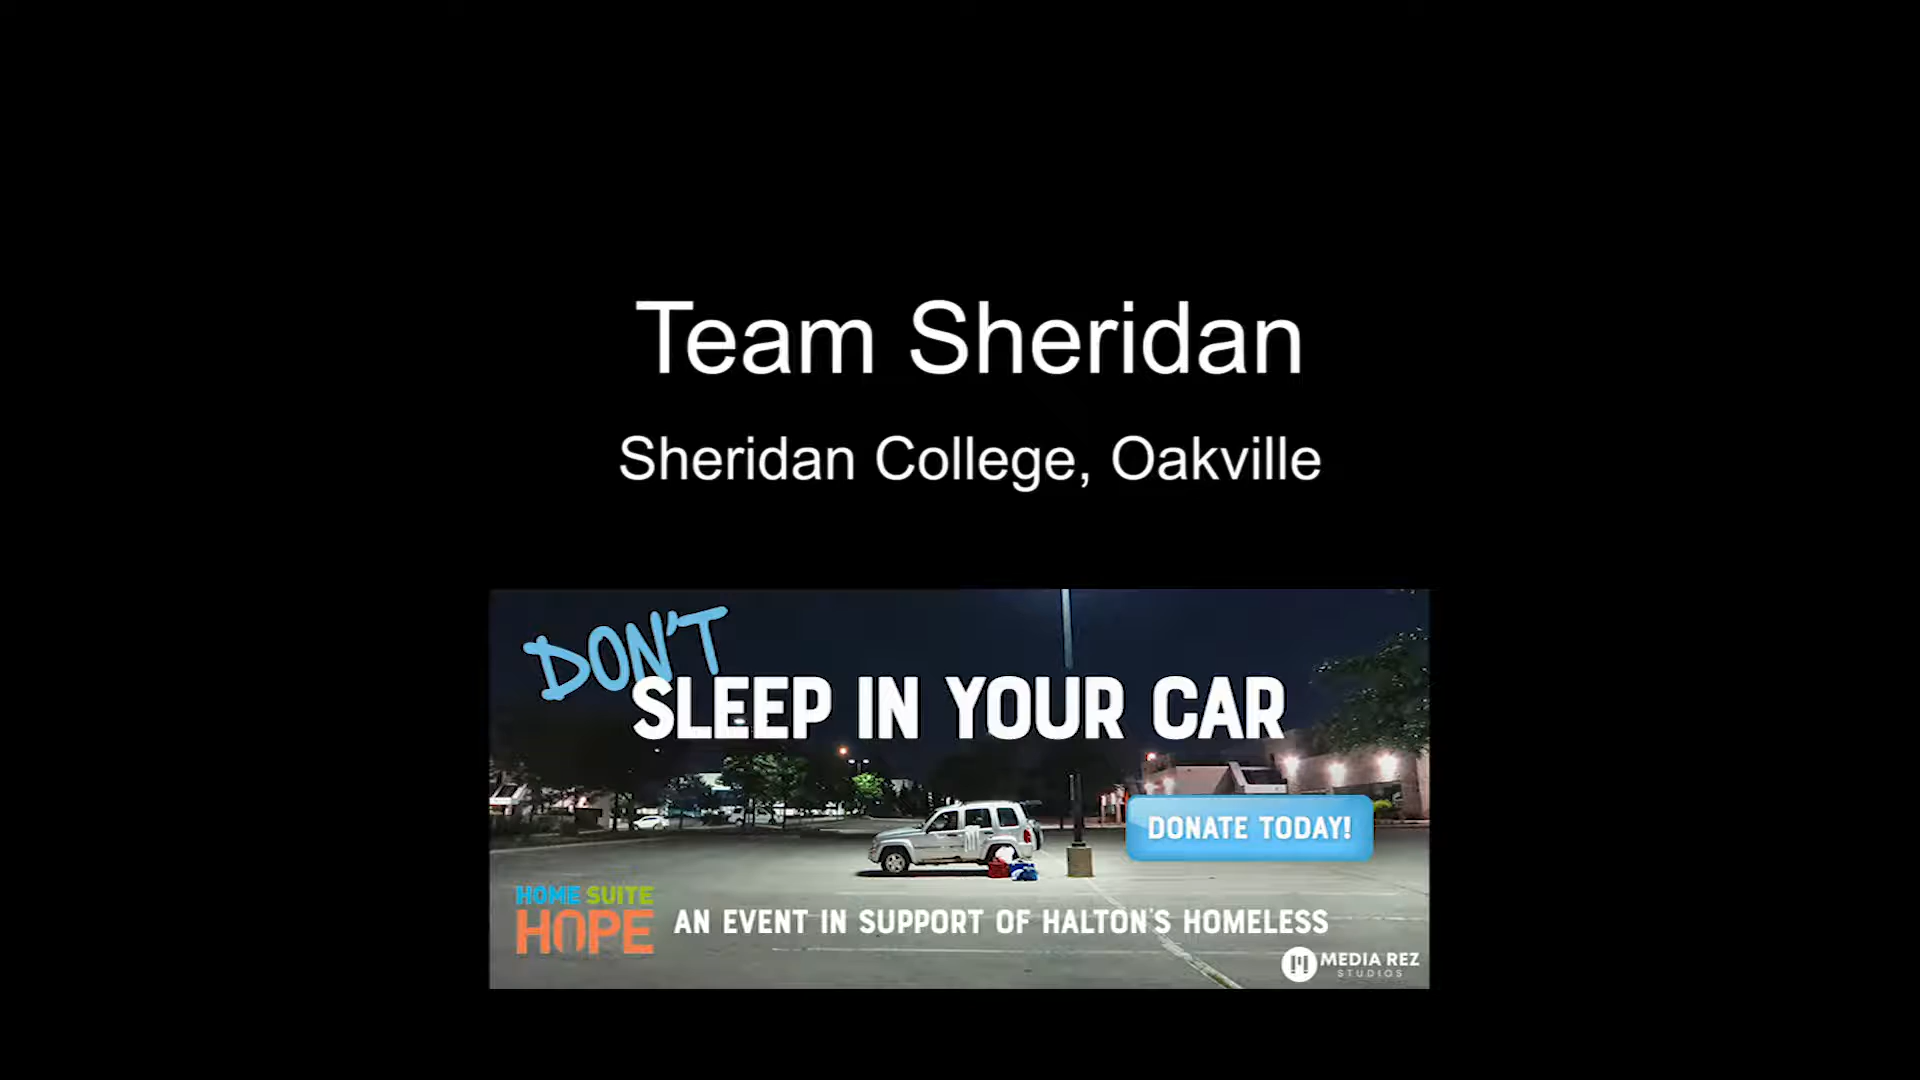 Team Sheridan
Sheridan College, Oakville
DON'T
SLEEP IN YOUR CAR
DONATE TODAY!
HOME SUITE
HOPE
AN EVENT IN SUPPORT OF HALTON'S HOMELESS
MEDIA REZ
STUDIOS